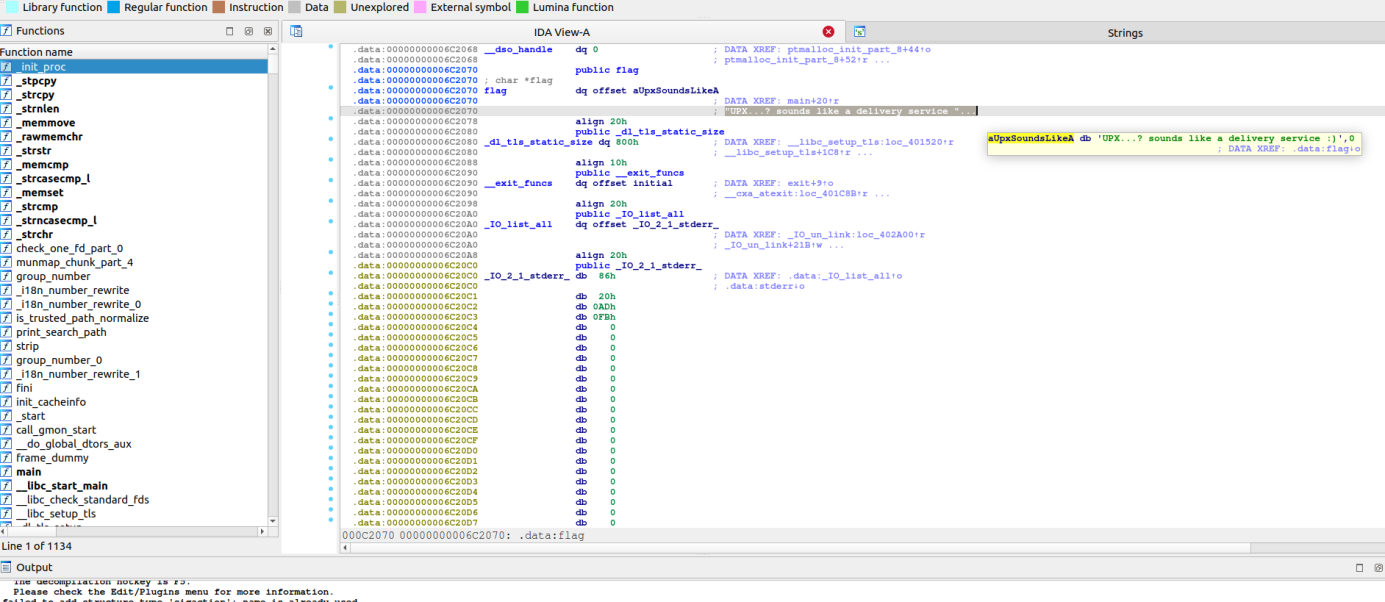 Library function Regular function Instruction Data Unexplored External symbol Lumina function
Functions
IDA View-A
Strings
Function name
_init_proc
_stpcpy
_strcpy
_strnlen
_memmove
_rawmemchr
_strstr
_memcmp
_strcasecmp_l
_memset
_strcmp
_strncasecmp_l
_strchr
check_one_fd_part_0
munmap_chunk_part_4
group_number
_i18n_number_rewrite
_i18n_number_rewrite_0
is_trusted_path_normalize
print_search_path
strip
group_number_0
_i18n_number_rewrite_1
fini
init_cacheinfo
_start
call_gmon_start
__do_global_dtors_aux
frame_dummy
main
__libc_start_main
__libc_check_standard_fds
__libc_setup_tls
Line 1 of 1134
.data:00000000006C2068 __dso_handle dq 0 ; DATA XREF: ptmalloc_init_part_8+44↑o
.data:00000000006C2068 ; ptmalloc_init_part_8+52↑r ...
.data:00000000006C2070 public flag
.data:00000000006C2070 ; char *flag
.data:00000000006C2070 flag dq offset aUpxSoundsLikeA
.data:00000000006C2070 ; DATA XREF: main+20↑r
.data:00000000006C2070 ; "UPX...? sounds like a delivery service "...
.data:00000000006C2078 align 20h
.data:00000000006C2080 public _dl_tls_static_size
.data:00000000006C2080 _dl_tls_static_size dq 800h ; DATA XREF: __libc_setup_tls:loc_401520↑r
.data:00000000006C2080 ; __libc_setup_tls+1C8↑r ...
.data:00000000006C2088 align 10h
.data:00000000006C2090 public __exit_funcs
.data:00000000006C2090 __exit_funcs dq offset initial ; DATA XREF: exit+9↑o
.data:00000000006C2090 ; __cxa_atexit:loc_401C8B↑r ...
.data:00000000006C2098 align 20h
.data:00000000006C20A0 public _IO_list_all
.data:00000000006C20A0 _IO_list_all dq offset _IO_2_1_stderr_
.data:00000000006C20A0 ; DATA XREF: _IO_un_link:loc_402A00↑r
.data:00000000006C20A0 ; _IO_un_link+21B↑w ...
.data:00000000006C20A8 align 20h
.data:00000000006C20C0 public _IO_2_1_stderr_
.data:00000000006C20C0 _IO_2_1_stderr_ db 86h ; DATA XREF: .data:_IO_list_all↑o
.data:00000000006C20C0 ; .data:stderr↓o
.data:00000000006C20C1 db 20h
.data:00000000006C20C2 db 0ADh
.data:00000000006C20C3 db 0FBh
.data:00000000006C20C4 db 0
.data:00000000006C20C5 db 0
.data:00000000006C20C6 db 0
.data:00000000006C20C7 db 0
.data:00000000006C20C8 db 0
.data:00000000006C20C9 db 0
.data:00000000006C20CA db 0
.data:00000000006C20CB db 0
.data:00000000006C20CC db 0
.data:00000000006C20CD db 0
.data:00000000006C20CE db 0
.data:00000000006C20CF db 0
.data:00000000006C20D0 db 0
.data:00000000006C20D1 db 0
.data:00000000006C20D2 db 0
.data:00000000006C20D3 db 0
.data:00000000006C20D4 db 0
.data:00000000006C20D5 db 0
.data:00000000006C20D6 db 0
.data:00000000006C20D7 db 0
aUpxSoundsLikeA db 'UPX...? sounds like a delivery service :)',0
; DATA XREF: .data:flag↑o
000C2070 00000000006C2070: .data:flag
Output
The decompilation hotkey is F5.
Please check the Edit/Plugins menu for more information.
failed to add structure type 'sigaction': name is already used